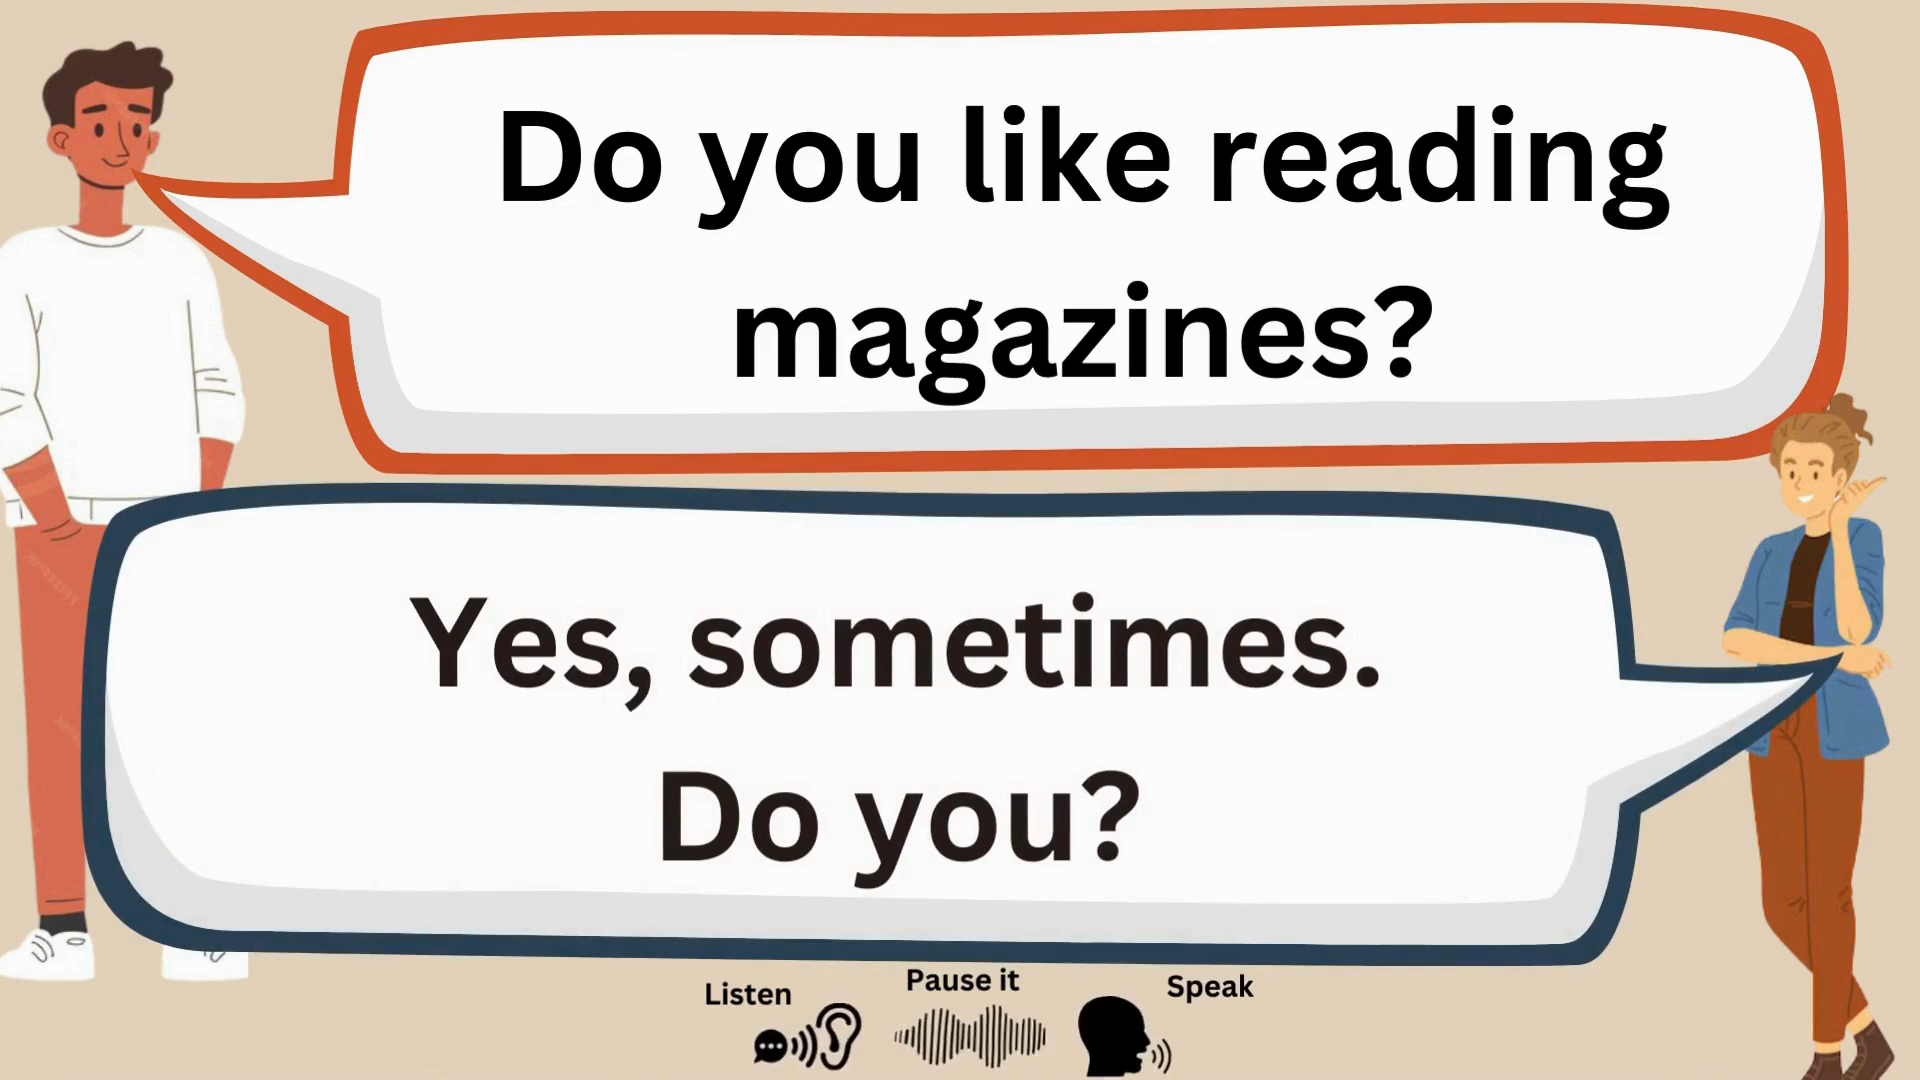 Do you like reading
magazines?
Yes, sometimes.
Do you?
Listen
Pause it
Speak